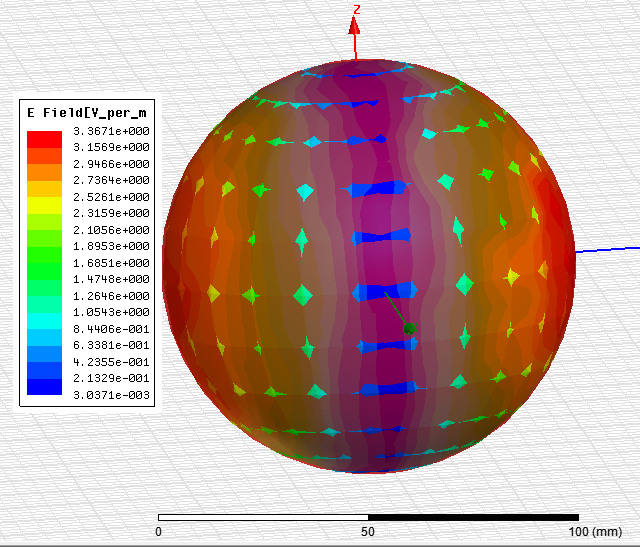 Z
E Field[V_per_m
3.3671e+000
3.1569e+000
2.9466e+000
2.7364e+000
2.5261e+000
2.3159e+000
2.1056e+000
1.8953e+000
1.6851e+000
1.4748e+000
1.2646e+000
1.0543e+000
8.4406e-001
6.3381e-001
4.2355e-001
2.1329e-001
3.0371e-003
0 50 100 (mm)